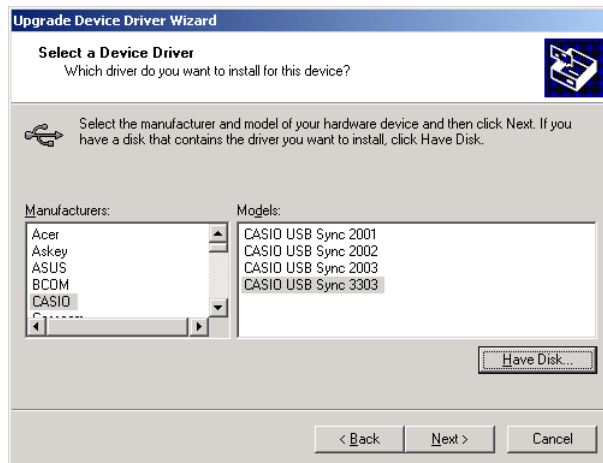 Upgrade Device Driver Wizard
Select a Device Driver
Which driver do you want to install for this device?
Select the manufacturer and model of your hardware device and then click Next. If you
have a disk that contains the driver you want to install, click Have Disk.
Manufacturers:
Acer
Askey
ASUS
BCOM
CASIO
Models:
CASIO USB Sync 2001
CASIO USB Sync 2002
CASIO USB Sync 2003
CASIO USB Sync 3303
Have Disk...
< Back
Next >
Cancel